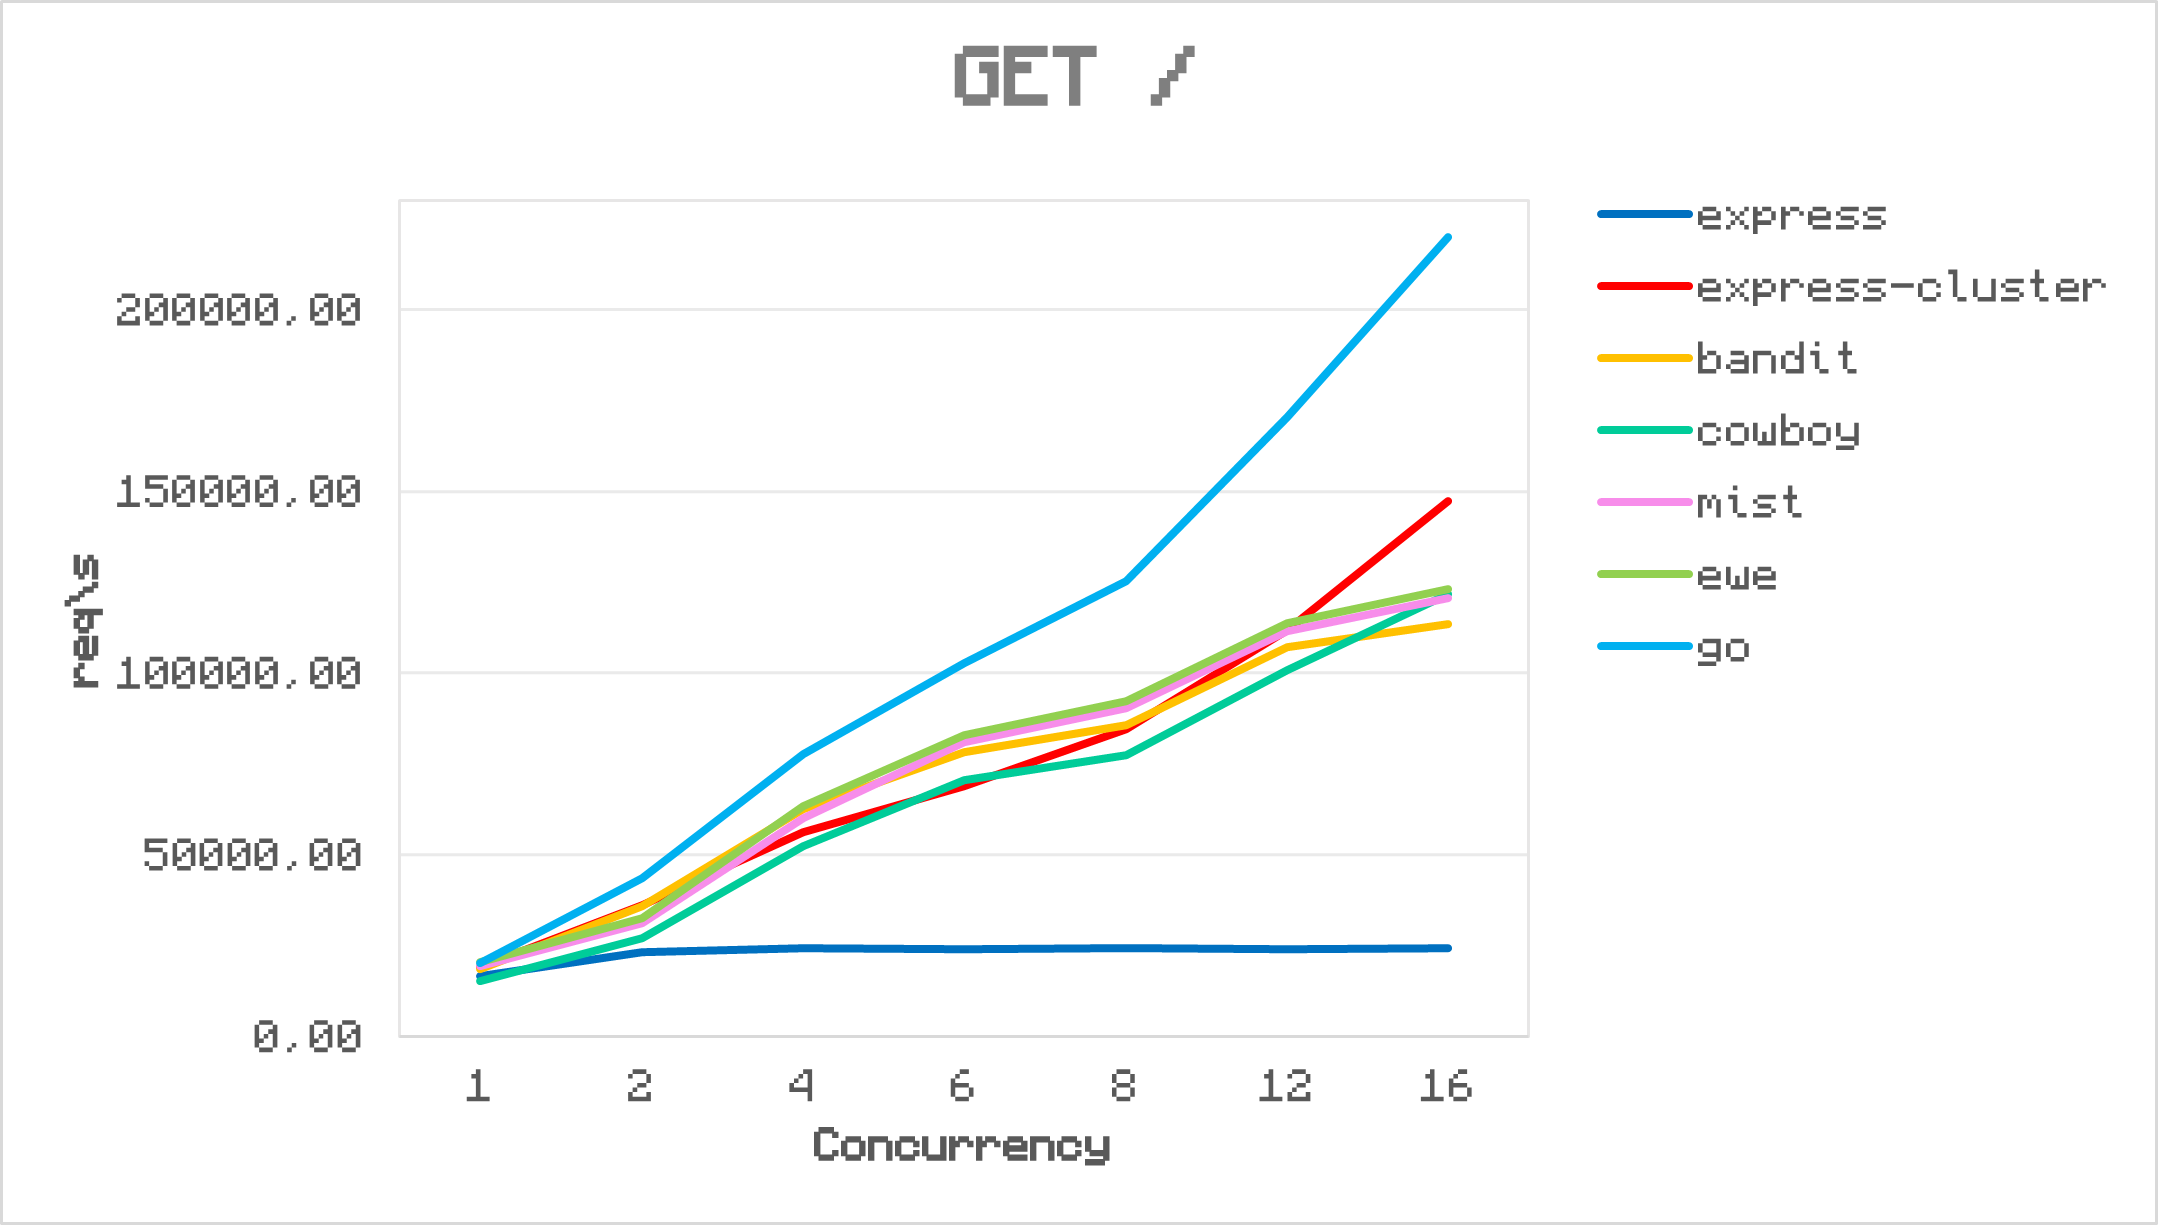 GET /
200000.00
150000.00
100000.00
50000.00
0.00
req\s
1 2 4 6 8 12 16
Concurrency
express
express-cluster
bandit
cowboy
mist
ewe
go